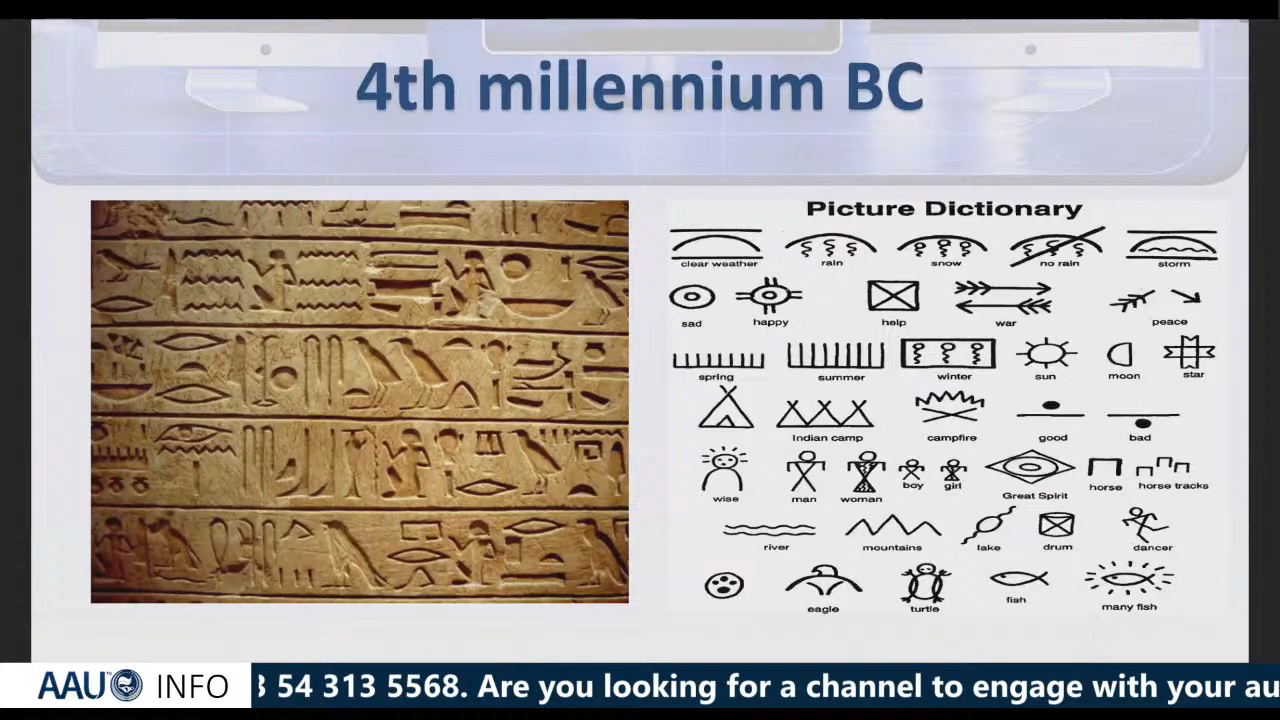 4th millennium BC
Picture Dictionary
clear weather rain snow no rain storm
sad happy help war peace
spring summer winter sun moon star
Indian camp campfire good bad
wise man woman boy girl Great Spirit horse horse tracks
river mountains lake drum dancer
eagle turtle fish many fish
AAU INFO 54 313 5568. Are you looking for a channel to engage with your au